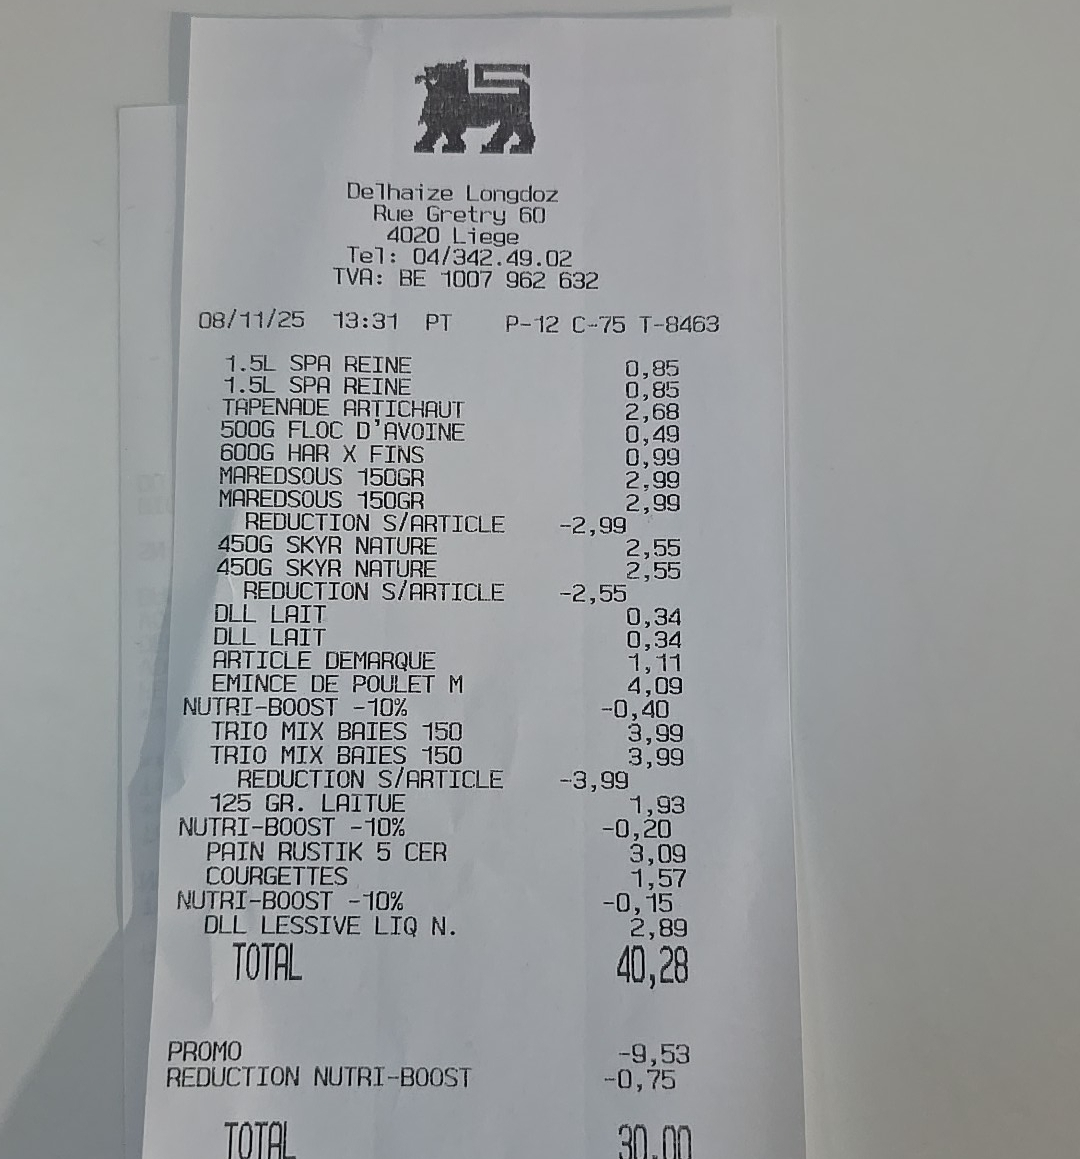 Delhaize Longdoz
Rue Gretry 60
4020 Liege
Tel: 04/342.49.02
TVA: BE 1007 962 632
08/11/25 13:31 PT P-12 C-75 T-8463
1.5L SPA REINE 0,85
1.5L SPA REINE 0,85
TAPENADE ARTICHAUT 2,68
500G FLOC D'AVOINE 0,49
600G HAR X FINS 0,99
MAREDSOUS 150GR 2,99
MAREDSOUS 150GR 2,99
REDUCTION S/ARTICLE -2,99
450G SKYR NATURE 2,55
450G SKYR NATURE 2,55
REDUCTION S/ARTICLE -2,55
DLL LAIT 0,34
DLL LAIT 0,34
ARTICLE DEMARQUE 1,11
EMINCE DE POULET M 4,09
NUTRI-BOOST -10% -0,40
TRIO MIX BAIES 150 3,99
TRIO MIX BAIES 150 3,99
REDUCTION S/ARTICLE -3,99
125 GR. LAITUE 1,93
NUTRI-BOOST -10% -0,20
PAIN RUSTIK 5 CER 3,09
COURGETTES 1,57
NUTRI-BOOST -10% -0,15
DLL LESSIVE LIQ N. 2,89
TOTAL 40,28
PROMO -9,53
REDUCTION NUTRI-BOOST -0,75
TOTAL 30,00